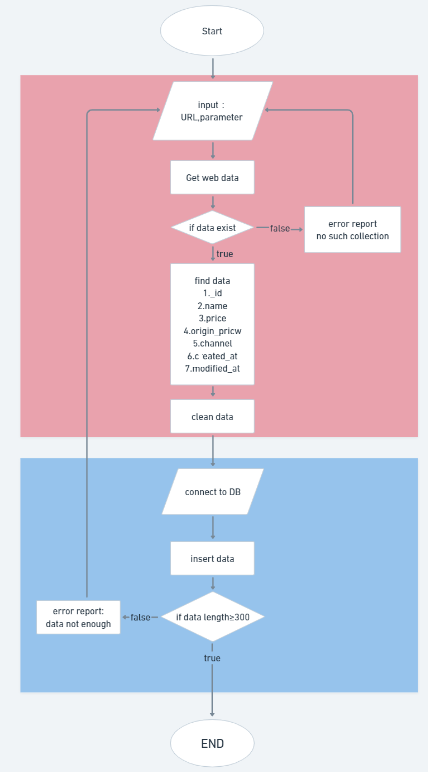 Start
input：
URL,parameter
Get web data
if data exist
false
error report
no such collection
true
find data
1._id
2.name
3.price
4.origin_pricw
5.channel
6.c eated_at
7.modified_at
clean data
connect to DB
insert data
if data length≥300
false
error report:
data not enough
true
END